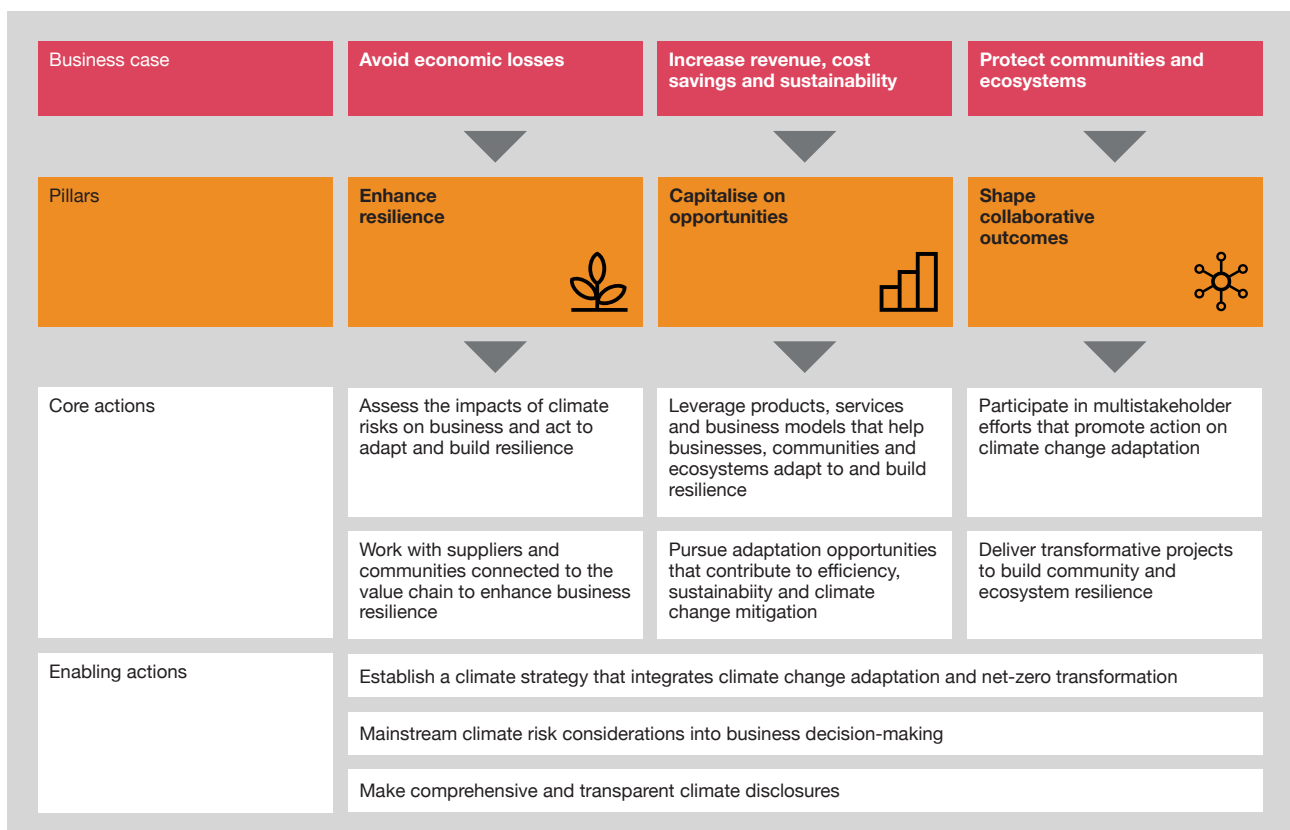 Business case
Avoid economic losses
Increase revenue, cost
savings and sustainability
Protect communities and
ecosystems
Pillars
Enhance
resilience
Capitalise on
opportunities
Shape
collaborative
outcomes
Core actions
Assess the impacts of climate
risks on business and act to
adapt and build resilience
Leverage products, services
and business models that help
businesses, communities and
ecosystems adapt to and build
resilience
Participate in multistakeholder
efforts that promote action on
climate change adaptation
Work with suppliers and
communities connected to the
value chain to enhance business
resilience
Pursue adaptation opportunities
that contribute to efficiency,
sustainabiity and climate
change mitigation
Deliver transformative projects
to build community and
ecosystem resilience
Enabling actions
Establish a climate strategy that integrates climate change adaptation and net-zero transformation
Mainstream climate risk considerations into business decision-making
Make comprehensive and transparent climate disclosures